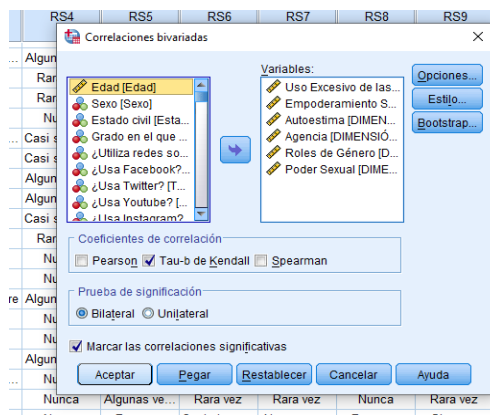 RS4 RS5 RS6 RS7 RS8 RS9
Correlaciones bivariadas
... Algun
Rar
Rar
Nu
... Casi s
Casi s
Algun
Algun
Casi s
Rar
Nu
Nu
re Algun
Nu
Nu
Algun
... Nu
Edad [Edad]
Sexo [Sexo]
Estado civil [Esta...
Grado en el que ...
¿Utiliza redes so...
¿Usa Facebook?...
¿Usa Twitter? [T...
¿Usa Youtube? [...
¿Usa Instagram?
Variables:
Uso Excesivo de las...
Empoderamiento S...
Autoestima [DIMEN...
Agencia [DIMENSIÓ...
Roles de Género [D...
Poder Sexual [DIME...
Opciones...
Estilo...
Bootstrap...
Coeficientes de correlación
Pearson Tau-b de Kendall Spearman
Prueba de significación
Bilateral Unilateral
Marcar las correlaciones significativas
Aceptar Pegar Restablecer Cancelar Ayuda
Nunca Algunas ve... Rara vez Rara vez Nunca Rara vez